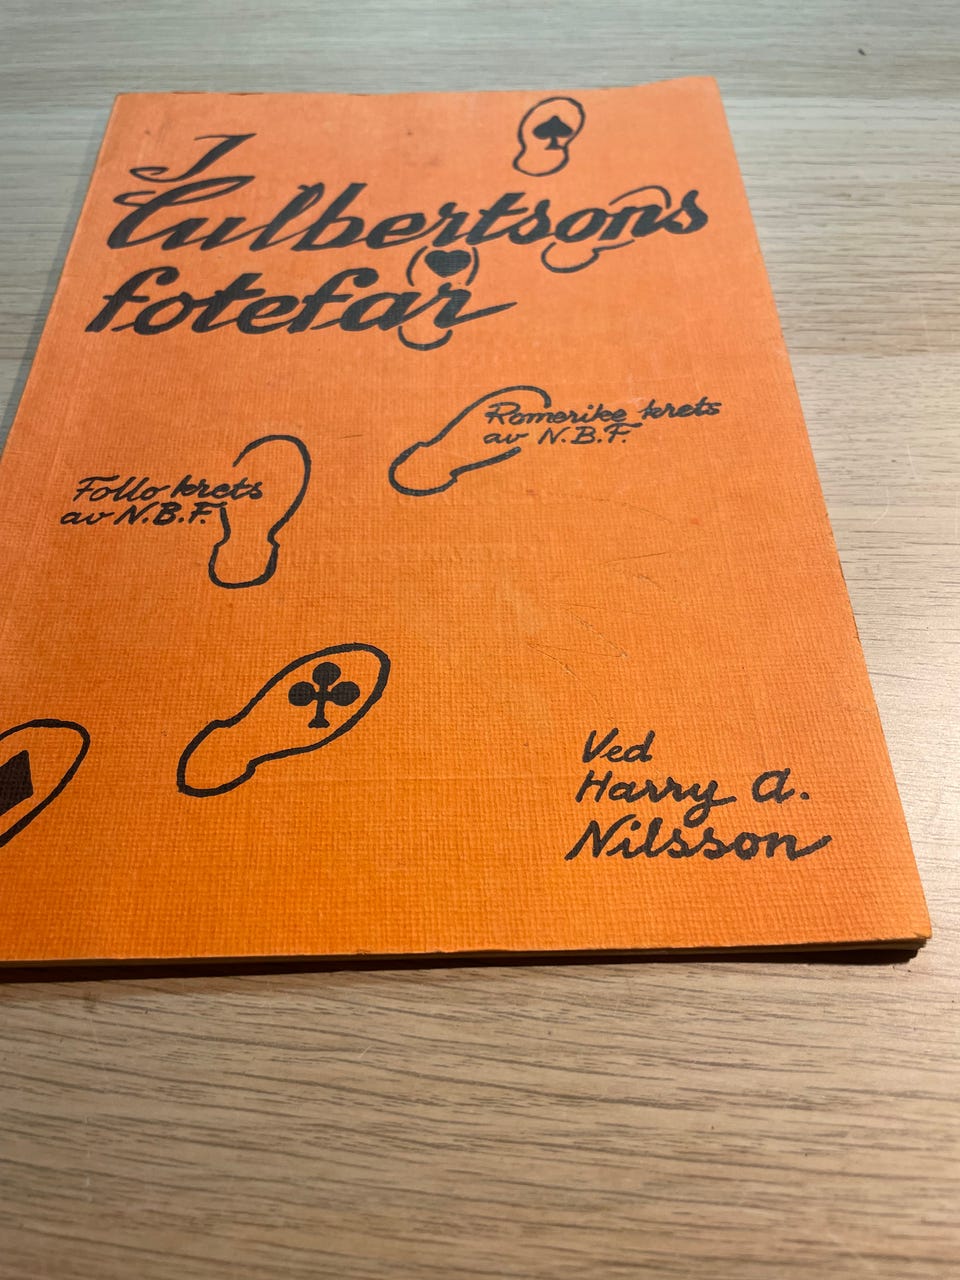 I
Culbertsons
fotefar
Romerike krets
av N.B.F.
Follo krets
av N.B.F.
Ved
Harry A.
Nilsson